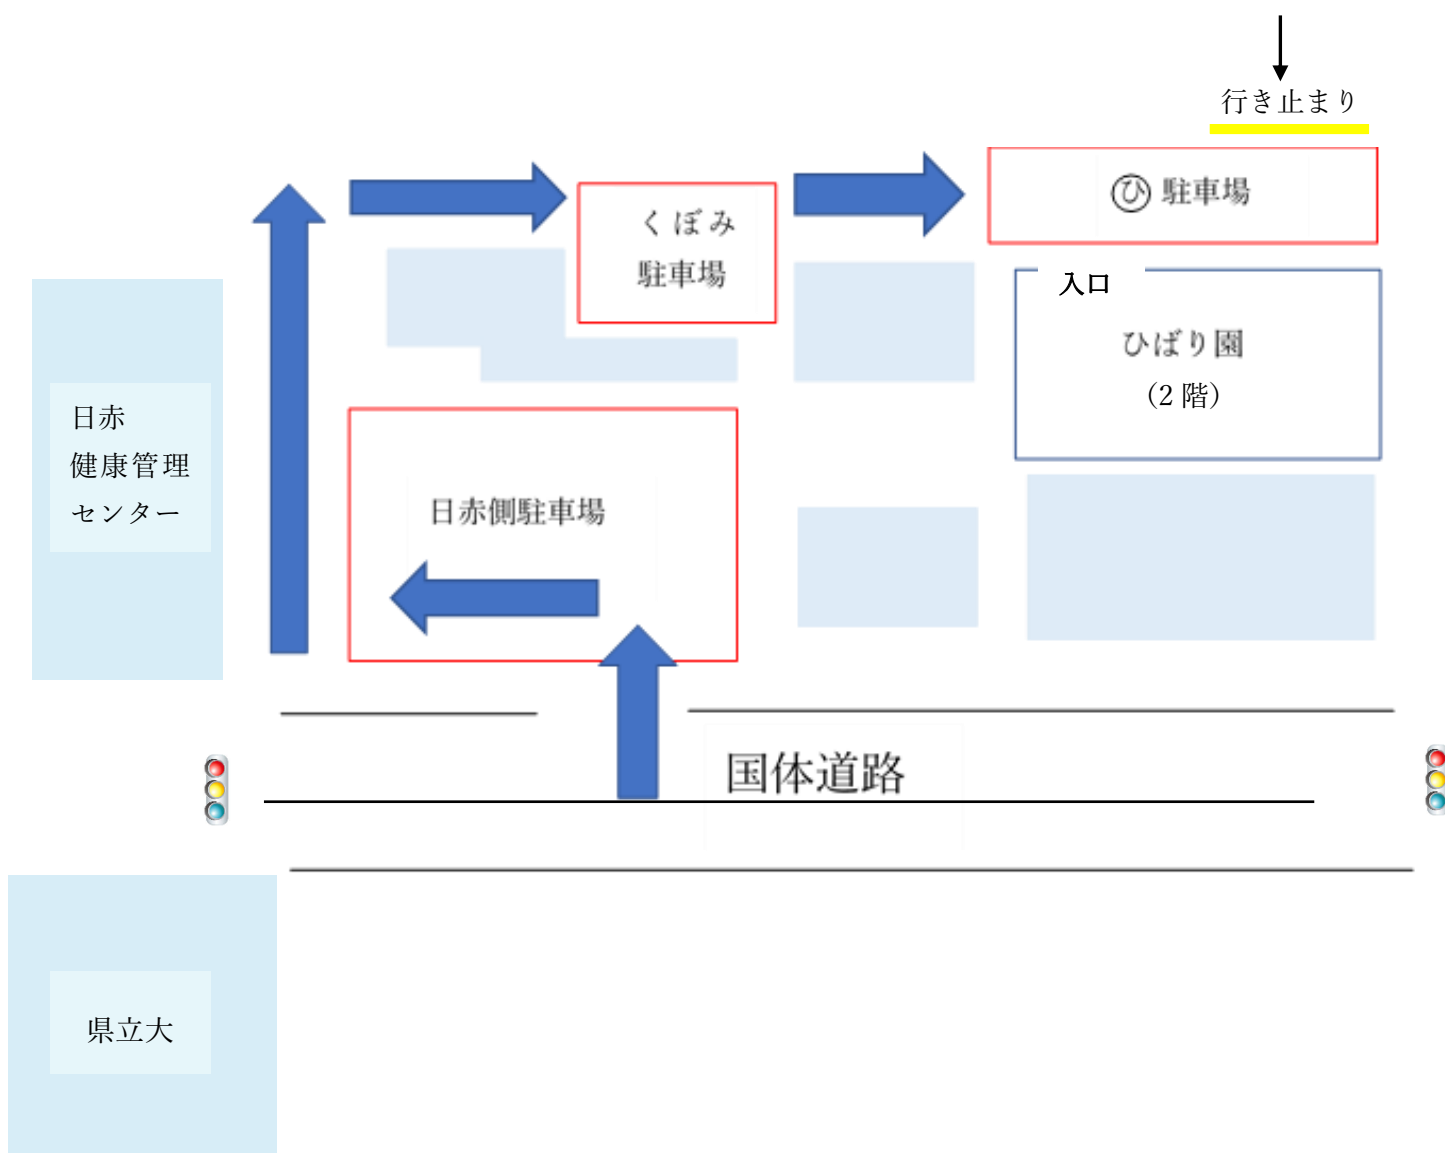 行き止まり
㋪ 駐車場
くぼみ
駐車場
入口
ひばり園
（2 階）
日赤
健康管理
センター
日赤側駐車場
国体道路
県立大